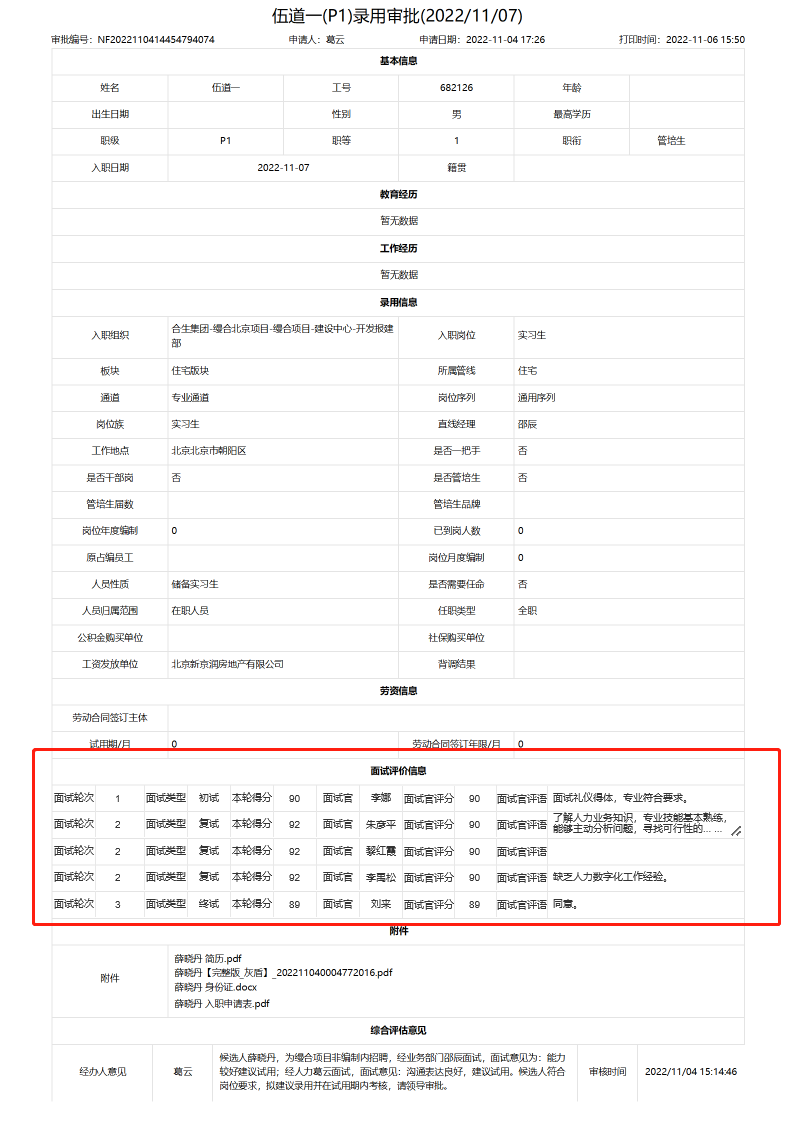 伍道一(P1)录用审批(2022/11/07)
审批编号：NF2022110414454794074 申请人：葛云 申请日期：2022-11-04 17:26 打印时间：2022-11-06 15:50
基本信息
姓名 伍道一 工号 682126 年龄
出生日期 性别 男 最高学历
职级 P1 职等 1 职衔 管培生
入职日期 2022-11-07 籍贯
教育经历
暂无数据
工作经历
暂无数据
录用信息
入职组织 合生集团-缦合北京项目-缦合项目-建设中心-开发报建部 入职岗位 实习生
板块 住宅版块 所属管线 住宅
通道 专业通道 岗位序列 通用序列
岗位族 实习生 直线经理 邵辰
工作地点 北京北京市朝阳区 是否一把手 否
是否干部岗 否 是否管培生 否
管培生届数 管培生品牌
岗位年度编制 0 已到岗人数 0
原占编员工 岗位月度编制 0
人员性质 储备实习生 是否需要任命 否
人员归属范围 在职人员 任职类型 全职
公积金购买单位 社保购买单位
工资发放单位 北京新京润房地产有限公司 背调结果
劳资信息
劳动合同签订主体
试用期/月 0 劳动合同签订年限/月 0
面试评价信息
面试轮次 1 面试类型 初试 本轮得分 90 面试官 李娜 面试官评分 90 面试官评语 面试礼仪得体，专业符合要求。
面试轮次 2 面试类型 复试 本轮得分 92 面试官 朱彦平 面试官评分 90 面试官评语 了解人力业务知识，专业技能基本熟练，
能够主动分析问题，寻找可行性的... ...
面试轮次 2 面试类型 复试 本轮得分 92 面试官 黎红霞 面试官评分 90 面试官评语
面试轮次 2 面试类型 复试 本轮得分 92 面试官 李禹松 面试官评分 90 面试官评语 缺乏人力数字化工作经验。
面试轮次 3 面试类型 终试 本轮得分 89 面试官 刘来 面试官评分 89 面试官评语 同意。
附件
附件 薛晓丹 简历.pdf
薛晓丹【完整版_灰盾】_202211040004772016.pdf
薛晓丹 身份证.docx
薛晓丹 入职申请表.pdf
综合评估意见
经办人意见 葛云 候选人薛晓丹，为缦合项目非编制内招聘，经业务部门邵辰面试，面试意见为：能力
较好建议试用；经人力葛云面试，面试意见：沟通表达良好，建议试用。候选人符合
岗位要求，拟建议录用并在试用期内考核，请领导审批。 审核时间 2022/11/04 15:14:46